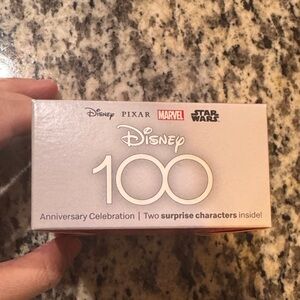 Disney PIXAR MARVEL STAR WARS
Disney
100
Anniversary Celebration | Two surprise characters inside!